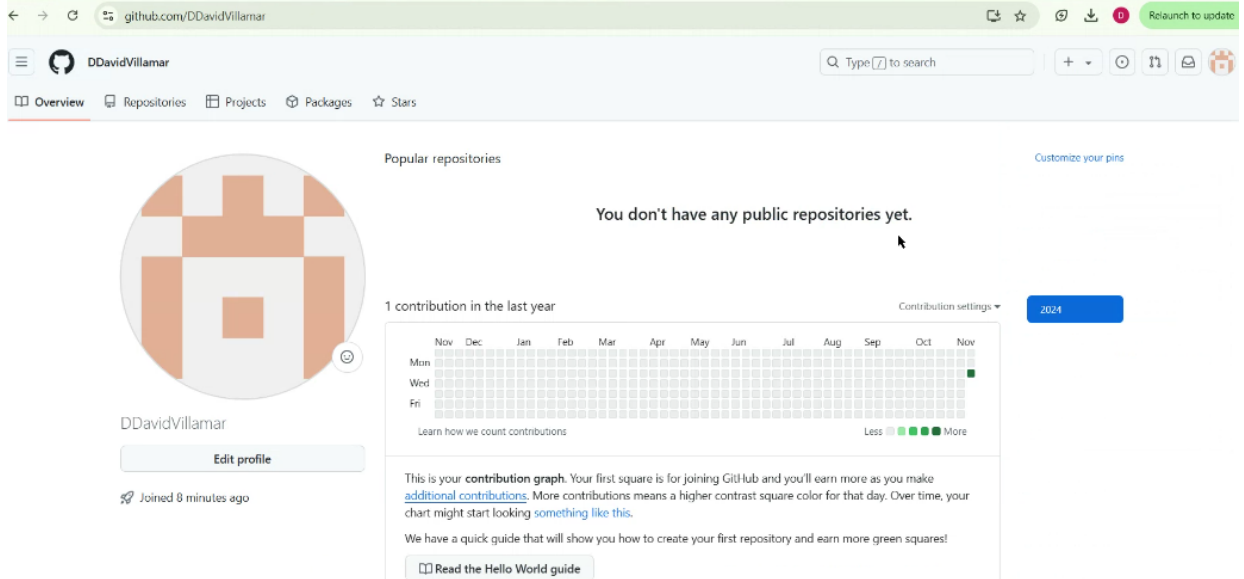 github.com/DDavidVillamar
D
Relaunch to update
DDavidVillamar
Type / to search
Overview
Repositories
Projects
Packages
Stars
Popular repositories
Customize your pins
You don't have any public repositories yet.
1 contribution in the last year
Contribution settings
2024
Nov Dec Jan Feb Mar Apr May Jun Jul Aug Sep Oct Nov
Mon
Wed
Fri
Learn how we count contributions
Less More
DDavidVillamar
Edit profile
Joined 8 minutes ago
This is your contribution graph. Your first square is for joining GitHub and you'll earn more as you make
additional contributions. More contributions means a higher contrast square color for that day. Over time, your
chart might start looking something like this.
We have a quick guide that will show you how to create your first repository and earn more green squares!
Read the Hello World guide